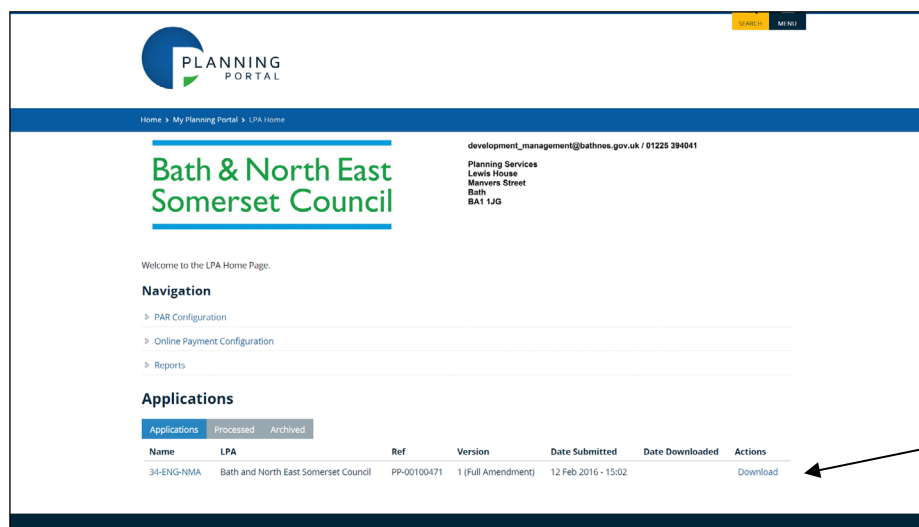 SEARCH MENU
PLANNING
PORTAL
Home > My Planning Portal > LPA Home
Bath & North East
Somerset Council
development_management@bathnes.gov.uk / 01225 394041
Planning Services
Lewis House
Manvers Street
Bath
BA1 1JG
Welcome to the LPA Home Page.
Navigation
» PAR Configuration
» Online Payment Configuration
» Reports
Applications
Applications Processed Archived
Name LPA Ref Version Date Submitted Date Downloaded Actions
34-ENG-NMA Bath and North East Somerset Council PP-00100471 1 (Full Amendment) 12 Feb 2016 - 15:02 Download